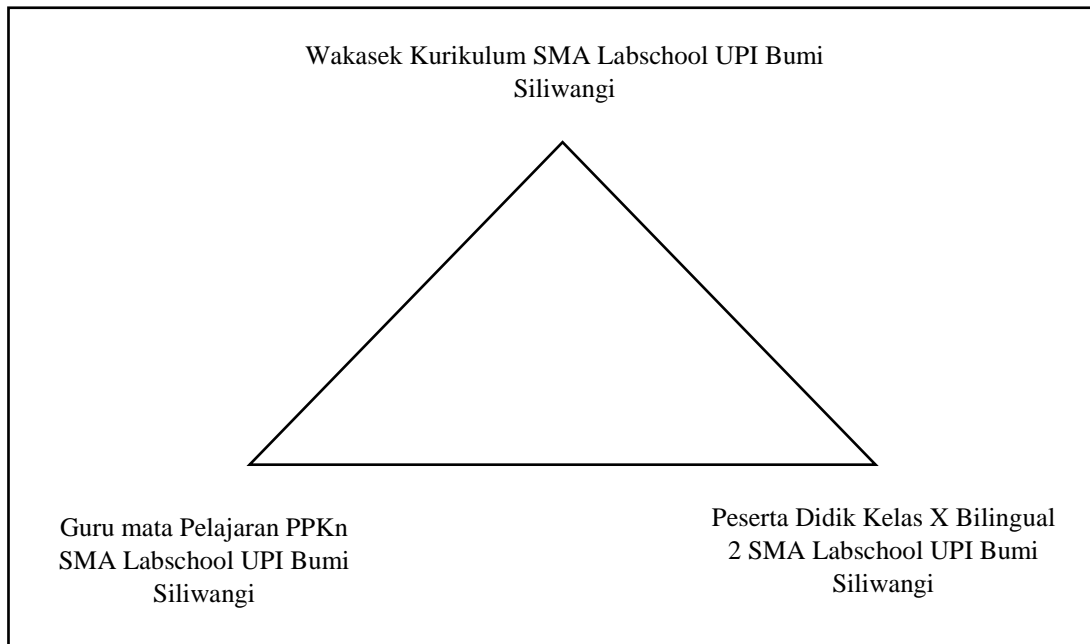 Wakasek Kurikulum SMA Labschool UPI Bumi
Siliwangi
Guru mata Pelajaran PPKn
SMA Labschool UPI Bumi
Siliwangi
Peserta Didik Kelas X Bilingual
2 SMA Labschool UPI Bumi
Siliwangi